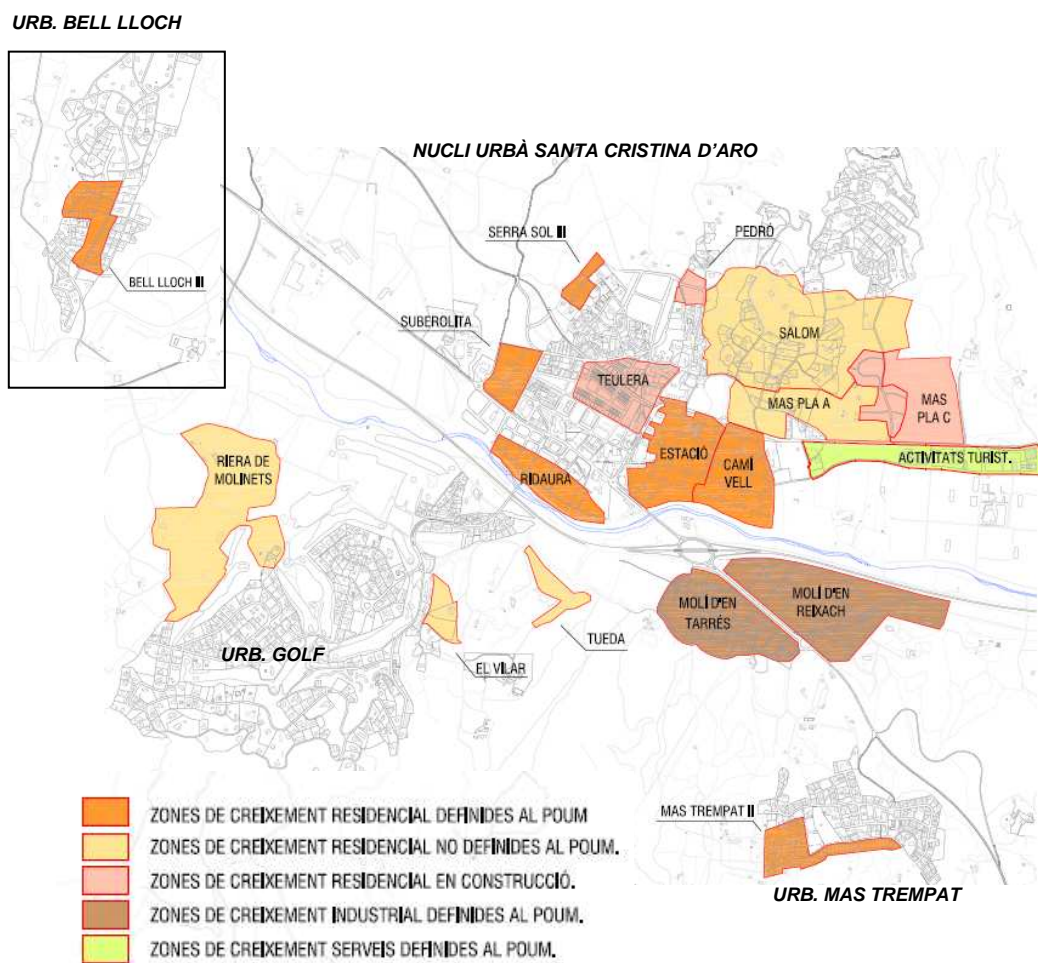 URB. BELL LLOCH
BELL LLOCH III
NUCLI URBÀ SANTA CRISTINA D'ARO
SERRA SOL III
PEDRÓ
SUBEROLITA
SALOM
TEULERA
MAS PLA A
MAS
PLA C
ESTACIÓ
CAMÍ
VELL
ACTIVITATS TURIST.
RIDAURA
RIERA DE
MOLINETS
MOLÍ D'EN
TARRÉS
MOLÍ D'EN
REIXACH
TUEDA
URB. GOLF
EL VILAR
MAS TREMPAT II
URB. MAS TREMPAT
ZONES DE CREIXEMENT RESIDENCIAL DEFINIDES AL POUM
ZONES DE CREIXEMENT RESIDENCIAL NO DEFINIDES AL POUM.
ZONES DE CREIXEMENT RESIDENCIAL EN CONSTRUCCIÓ.
ZONES DE CREIXEMENT INDUSTRIAL DEFINIDES AL POUM.
ZONES DE CREIXEMENT SERVEIS DEFINIDES AL POUM.